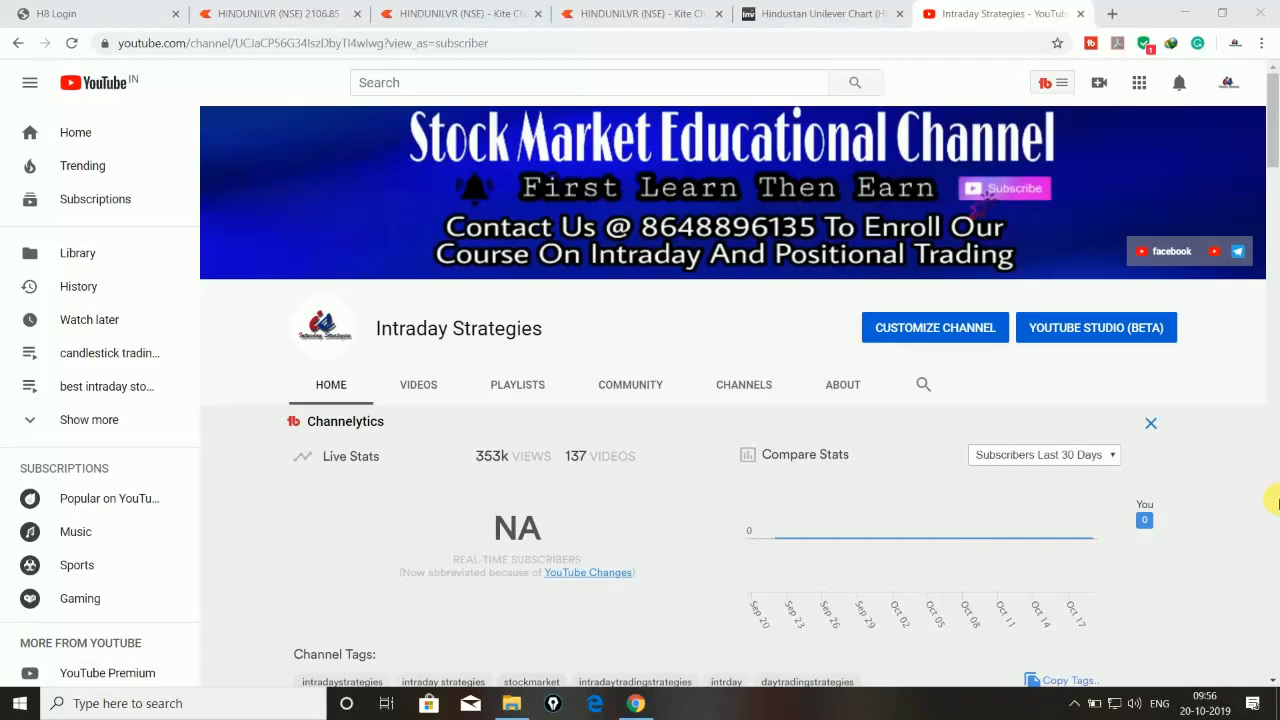 H8 Login
HINDUNILVR (NSE) 2106.85
HINDUNILVR (NSE) - Kite Ch
HINDUNILVR (NSE) - Kite Ch
Hindustan Unilever Chart (H
Intraday Strategies - YouTub
youtube.com/channel/UCJaCP56G34IszDbyTl4wIwg?view_as=subscriber
1
YouTube IN
Search
Home
Trending
Subscriptions
Library
History
Watch later
candlestick tradin...
best intraday sto...
Show more
SUBSCRIPTIONS
Popular on YouTu...
Music
Sports
Gaming
MORE FROM YOUTUBE
YouTube Premium
Stock Market Educational Channel
First Learn Then Earn
Subscribe
Contact Us @ 8648896135 To Enroll Our
Course On Intraday And Positional Trading
facebook
Intraday Strategies
Intraday Strategies
CUSTOMIZE CHANNEL
YOUTUBE STUDIO (BETA)
HOME VIDEOS PLAYLISTS COMMUNITY CHANNELS ABOUT
Channelytics
Live Stats
353k VIEWS 137 VIDEOS
NA
REAL-TIME SUBSCRIBERS
(Now abbreviated because of YouTube Changes)
Compare Stats
Subscribers Last 30 Days
You
0
0
Sep 20 Sep 23 Sep 26 Sep 29 Oct 02 Oct 05 Oct 08 Oct 11 Oct 14 Oct 17
Channel Tags:
intradaystrategies intraday strategies stockmarket intradaytradingstrategies intrday daytradingstrategies
Copy Tags..
Type here to search
ENG
09:56
20-10-2019